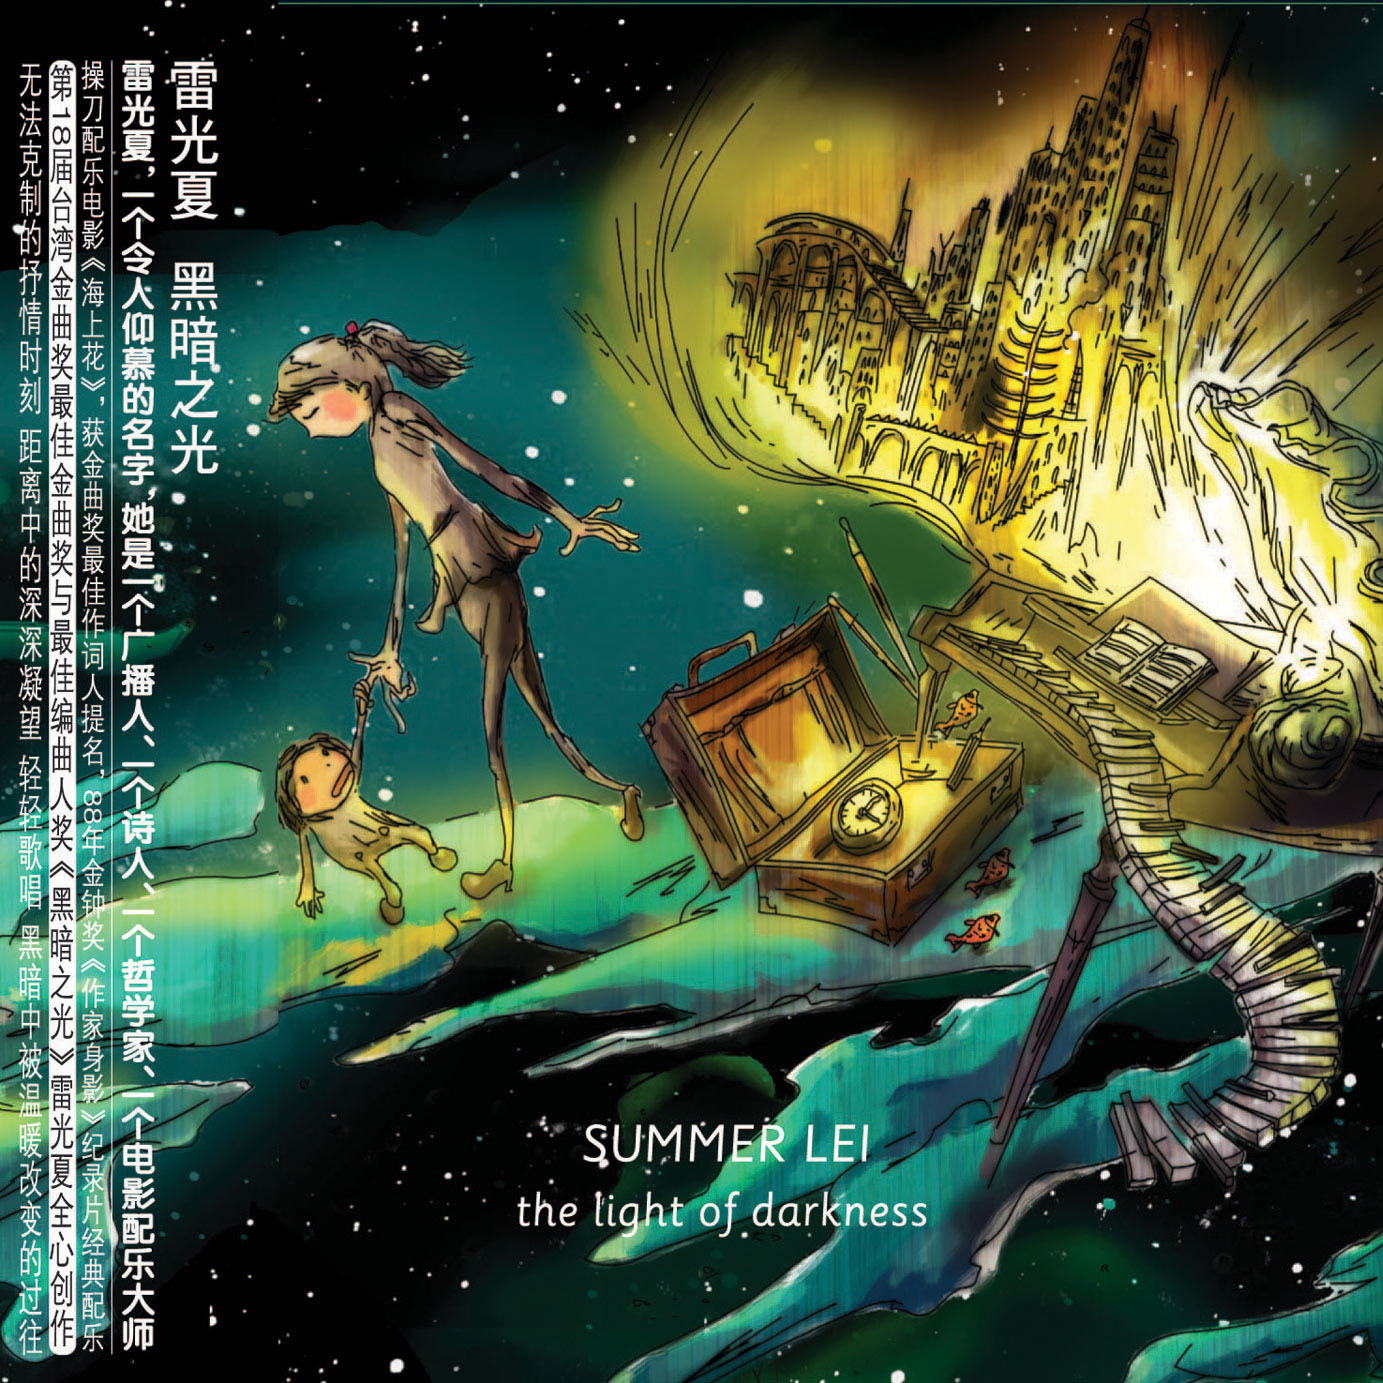 雷光夏 黑暗之光
雷光夏，一个令人仰慕的名字，她是一个广播人、一个诗人、一个哲学家、一个电影配乐大师
操刀配乐电影《海上花》，获金曲奖最佳作词人提名，88年金钟奖《作家身影》纪录片经典配乐
第18届台湾金曲奖最佳金曲奖与最佳编曲人奖《黑暗之光》雷光夏全心创作
无法克制的抒情时刻 距离中的深深凝望 轻轻歌唱 黑暗中被温暖改变的过往
SUMMER LEI
the light of darkness